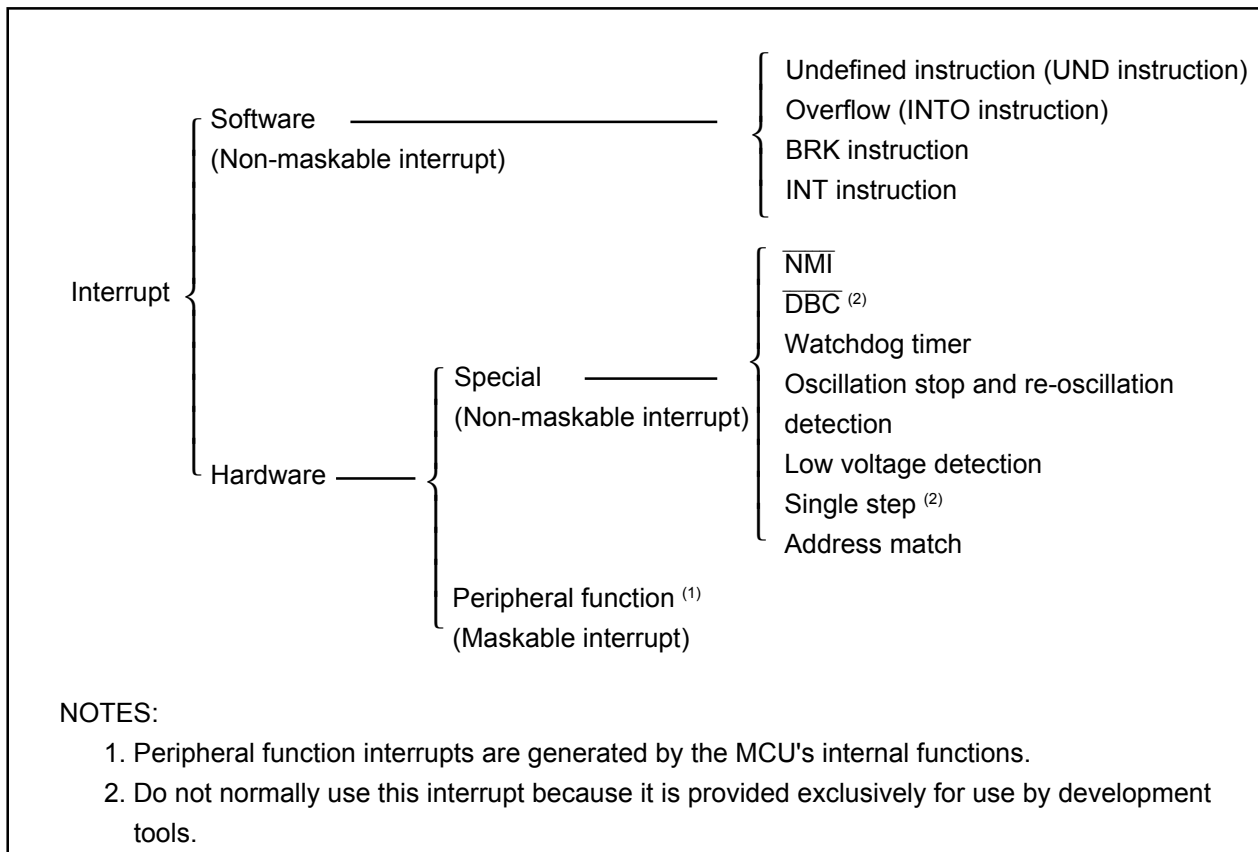 Undefined instruction (UND instruction)
Overflow (INTO instruction)
BRK instruction
INT instruction
Software
(Non-maskable interrupt)
Interrupt
N̅M̅I̅
D̅B̅C̅ (2)
Watchdog timer
Oscillation stop and re-oscillation
detection
Low voltage detection
Single step (2)
Address match
Special
(Non-maskable interrupt)
Hardware
Peripheral function (1)
(Maskable interrupt)
NOTES:
1. Peripheral function interrupts are generated by the MCU's internal functions.
2. Do not normally use this interrupt because it is provided exclusively for use by development
tools.